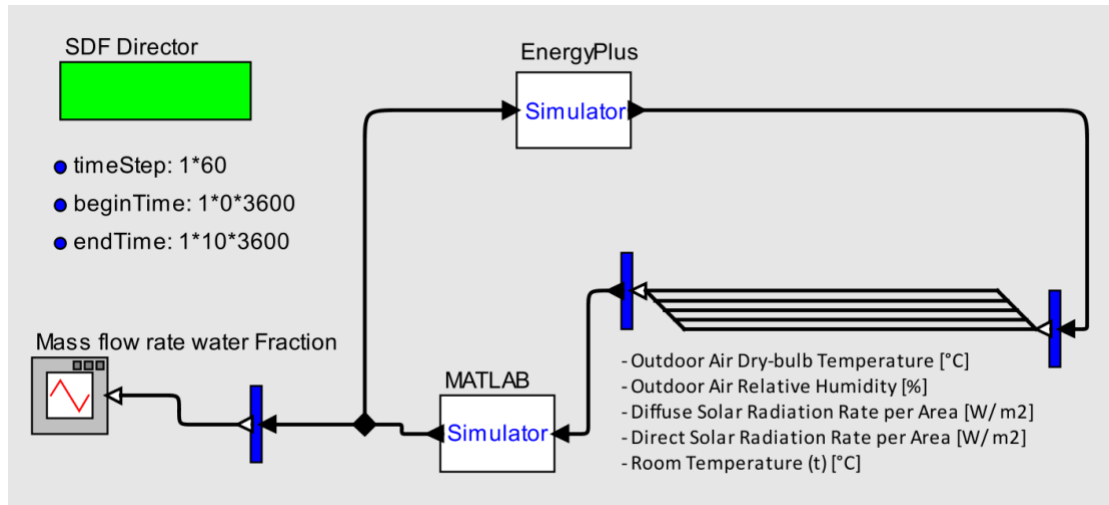 SDF Director
EnergyPlus
Simulator
timeStep: 1*60
beginTime: 1*0*3600
endTime: 1*10*3600
Mass flow rate water Fraction
MATLAB
Simulator
- Outdoor Air Dry-bulb Temperature [°C]
- Outdoor Air Relative Humidity [%]
- Diffuse Solar Radiation Rate per Area [W/m2]
- Direct Solar Radiation Rate per Area [W/m2]
- Room Temperature (t) [°C]